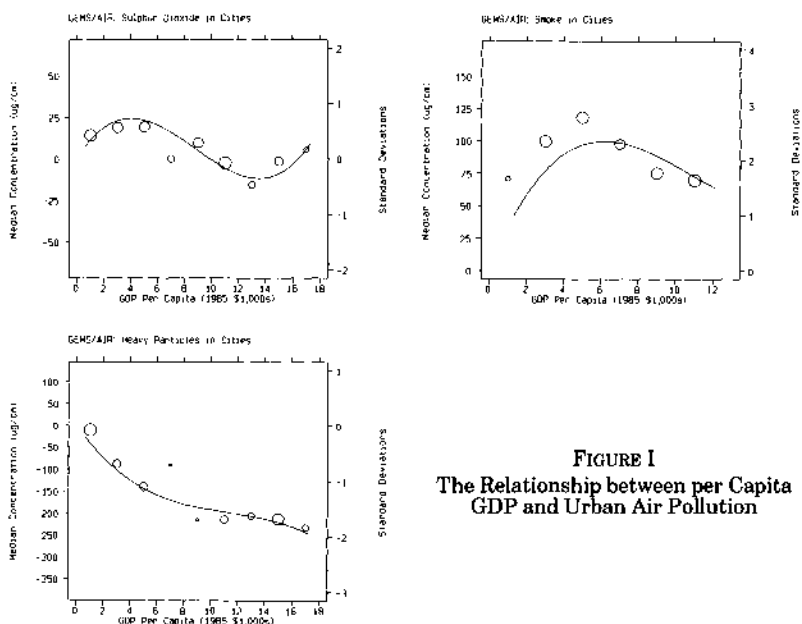 GEMS/AIR: Sulphur Dioxide in Cities
Median Concentration (ug/cm)
50
25
0
-25
-50
2
1
0
-1
-2
Standard Deviations
0 2 4 6 8 10 12 14 16 18
GDP Per Capita (1985 $1,000s)
GEMS/AIR: Smoke in Cities
Median Concentration (ug/cm)
150
125
100
75
50
25
0
4
3
2
1
0
Standard Deviations
0 2 4 6 8 10 12
GDP Per Capita (1985 $1,000s)
GEMS/AIR: Heavy Particles in Cities
Median Concentration (ug/cm)
100
50
0
-50
-100
-150
-200
-250
-300
-350
1
0
-1
-2
-3
Standard Deviations
0 2 4 6 8 10 12 14 16 18
GDP Per Capita (1985 $1,000s)
FIGURE I
The Relationship between per Capita
GDP and Urban Air Pollution